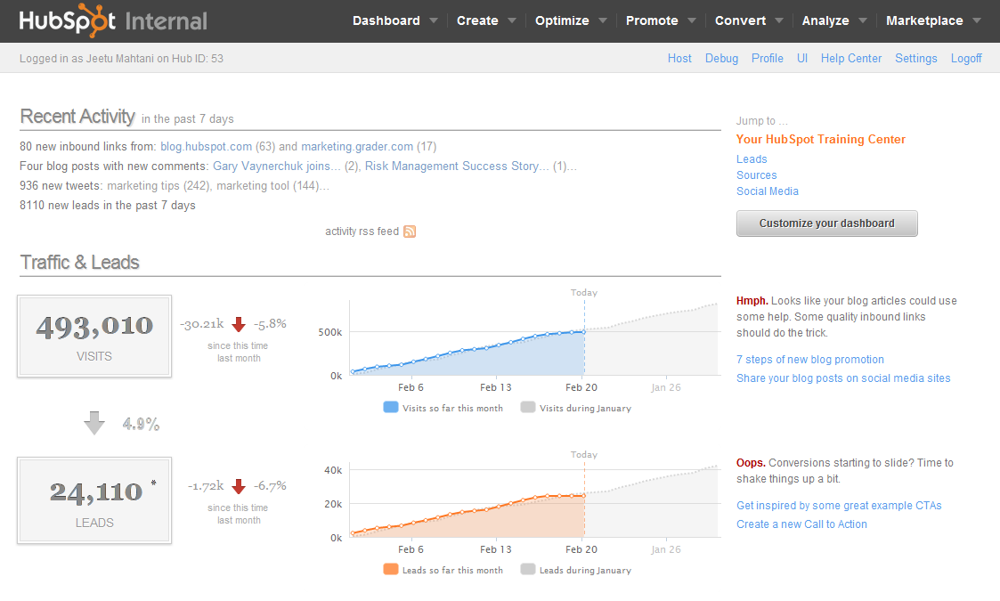 HubSpot Internal
Dashboard Create Optimize Promote Convert Analyze Marketplace
Logged in as Jeetu Mahtani on Hub ID: 53
Host Debug Profile UI Help Center Settings Logoff
Recent Activity in the past 7 days
80 new inbound links from: blog.hubspot.com (63) and marketing.grader.com (17)
Four blog posts with new comments: Gary Vaynerchuk joins... (2), Risk Management Success Story... (1)...
936 new tweets: marketing tips (242), marketing tool (144)...
8110 new leads in the past 7 days
activity rss feed
Jump to ...
Your HubSpot Training Center
Leads
Sources
Social Media
Customize your dashboard
Traffic & Leads
493,010
VISITS
-30.21k -5.8%
since this time
last month
Today
500k
0k
Feb 6 Feb 13 Feb 20 Jan 26
Visits so far this month Visits during January
Hmph. Looks like your blog articles could use
some help. Some quality inbound links
should do the trick.
7 steps of new blog promotion
Share your blog posts on social media sites
4.9%
24,110 *
LEADS
-1.72k -6.7%
since this time
last month
Today
40k
20k
0k
Feb 6 Feb 13 Feb 20 Jan 26
Leads so far this month Leads during January
Oops. Conversions starting to slide? Time to
shake things up a bit.
Get inspired by some great example CTAs
Create a new Call to Action